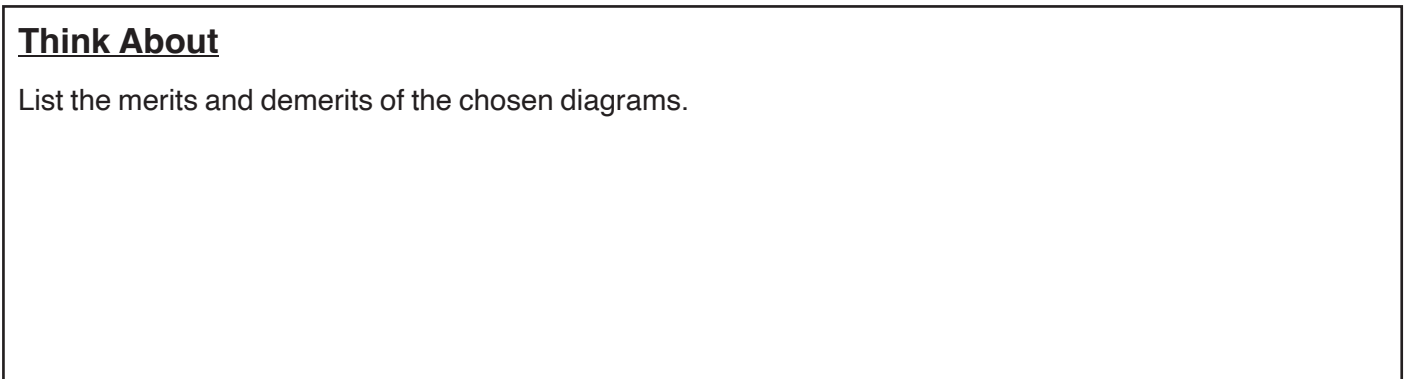 Think About
List the merits and demerits of the chosen diagrams.